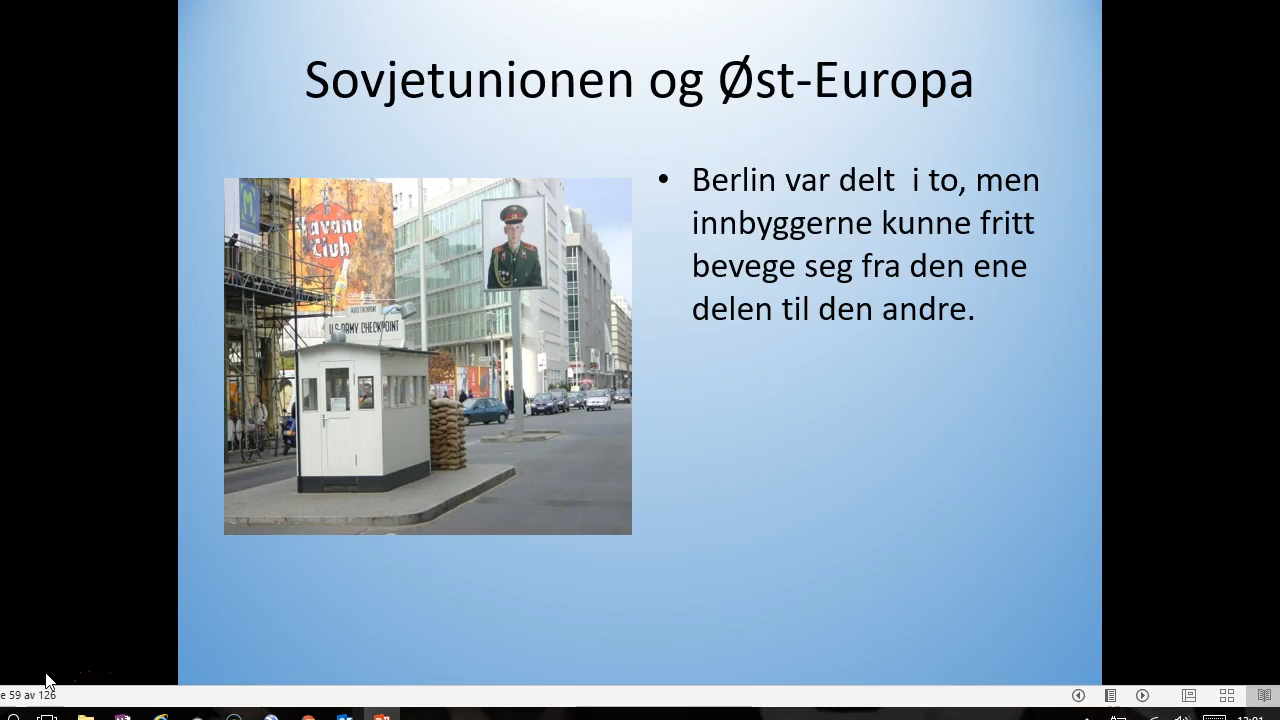 Sovjetunionen og Øst-Europa
• Berlin var delt  i to, men
innbyggerne kunne fritt
bevege seg fra den ene
delen til den andre.
Havana
Club
U.S. ARMY CHECKPOINT
e 59 av 126